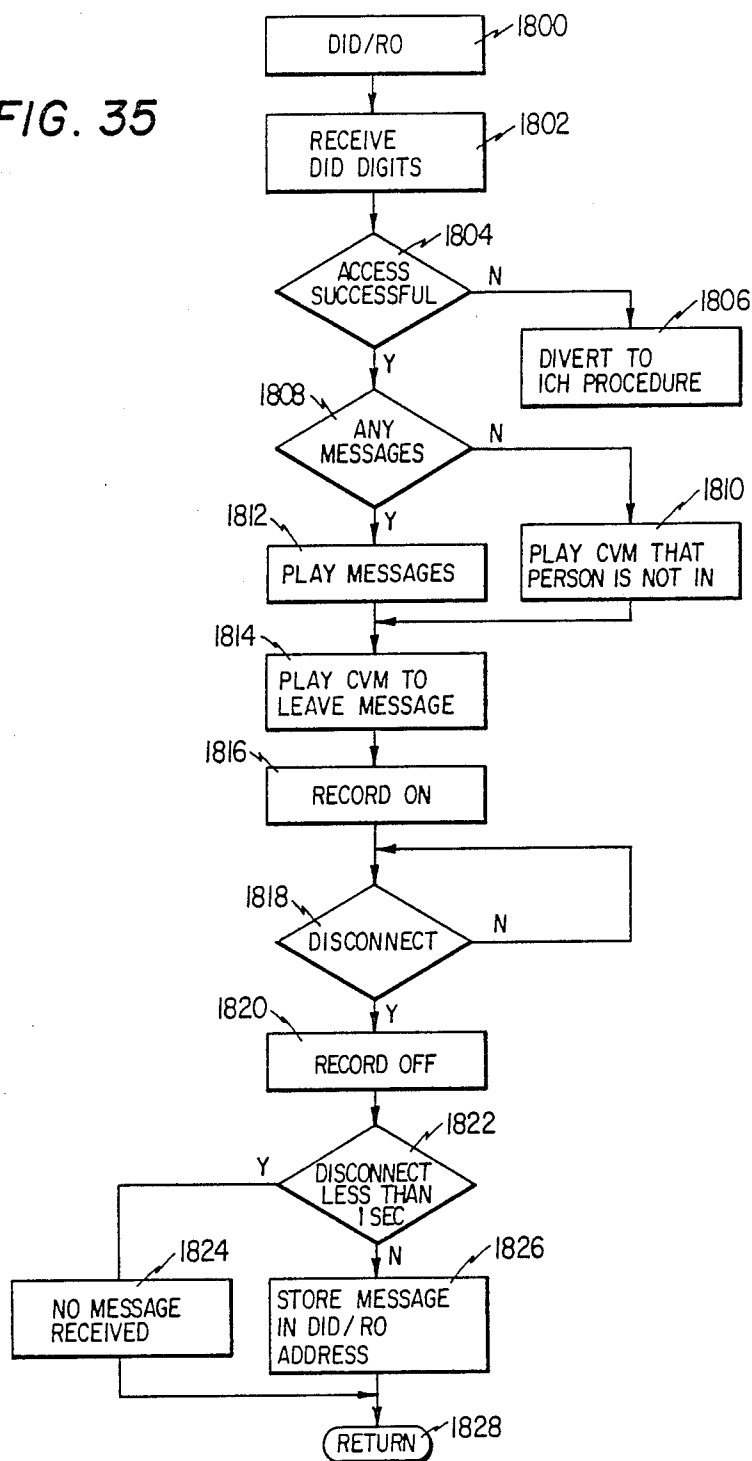 FIG. 35
DID/RO
1800
RECEIVE
DID DIGITS
1802
ACCESS
SUCCESSFUL
1804
N
Y
DIVERT TO
ICH PROCEDURE
1806
1808
ANY
MESSAGES
N
Y
1810
PLAY CVM THAT
PERSON IS NOT IN
1812
PLAY MESSAGES
1814
PLAY CVM TO
LEAVE MESSAGE
1816
RECORD ON
1818
DISCONNECT
N
Y
1820
RECORD OFF
1822
DISCONNECT
LESS THAN
1 SEC
Y
N
1824
NO MESSAGE
RECEIVED
1826
STORE MESSAGE
IN DID/RO
ADDRESS
RETURN
1828